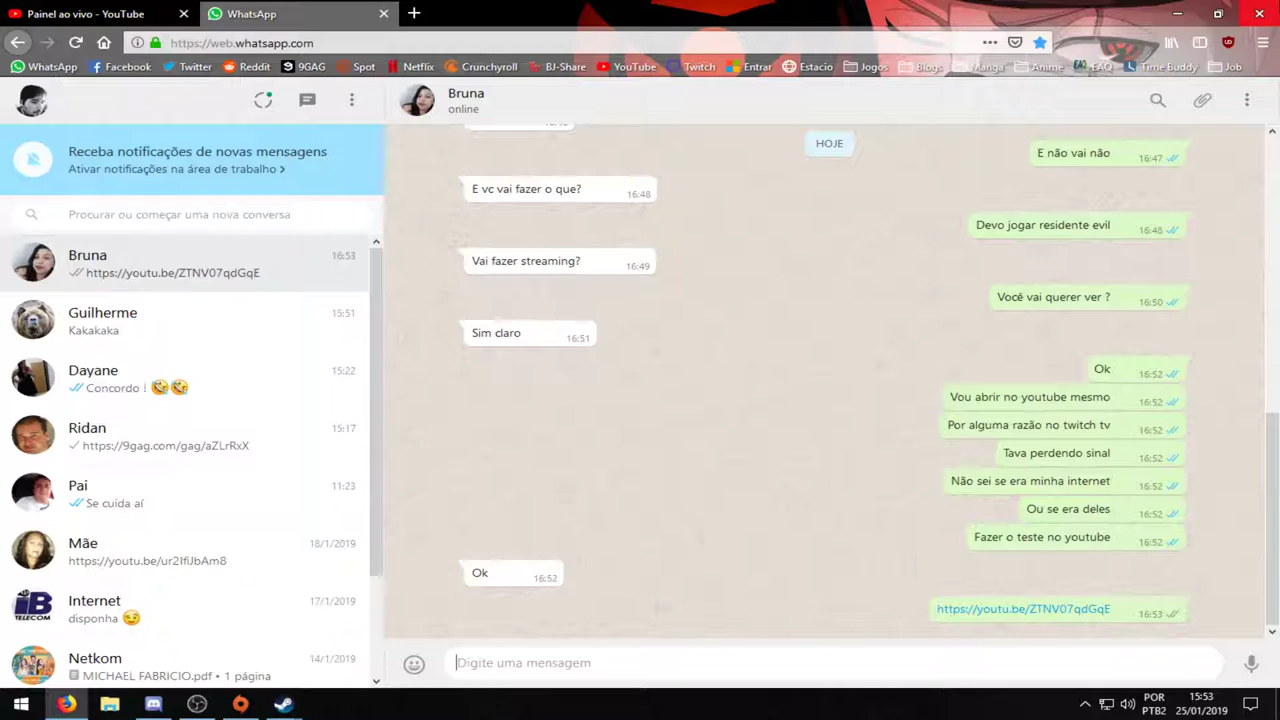 Painel ao vivo - YouTube
WhatsApp
https://web.whatsapp.com
WhatsApp
Facebook
Twitter
Reddit
9GAG
Spot
Netflix
Crunchyroll
BJ-Share
YouTube
Twitch
Entrar
Estacio
Jogos
Blogs
Manga
Anime
FAQ
Time Buddy
Job
Bruna
online
Receba notificações de novas mensagens
Ativar notificações na área de trabalho >
Procurar ou começar uma nova conversa
Bruna
16:53
https://youtu.be/ZTNV07qdGqE
Guilherme
15:51
Kakakaka
Dayane
15:22
Concordo ! 🤣🤣
Ridan
15:17
https://9gag.com/gag/aZLrRxX
Pai
11:23
Se cuida aí
Mãe
18/1/2019
https://youtu.be/ur2IfiJbAm8
Internet
17/1/2019
disponha 😏
Netkom
14/1/2019
MICHAEL FABRICIO.pdf • 1 página
HOJE
E não vai não
16:47
E vc vai fazer o que?
16:48
Devo jogar residente evil
16:48
Vai fazer streaming?
16:49
Você vai querer ver ?
16:50
Sim claro
16:51
Ok
16:52
Vou abrir no youtube mesmo
16:52
Por alguma razão no twitch tv
16:52
Tava perdendo sinal
16:52
Não sei se era minha internet
16:52
Ou se era deles
16:52
Fazer o teste no youtube
16:52
Ok
16:52
https://youtu.be/ZTNV07qdGqE
16:53
Digite uma mensagem
POR
PTB2
15:53
25/01/2019